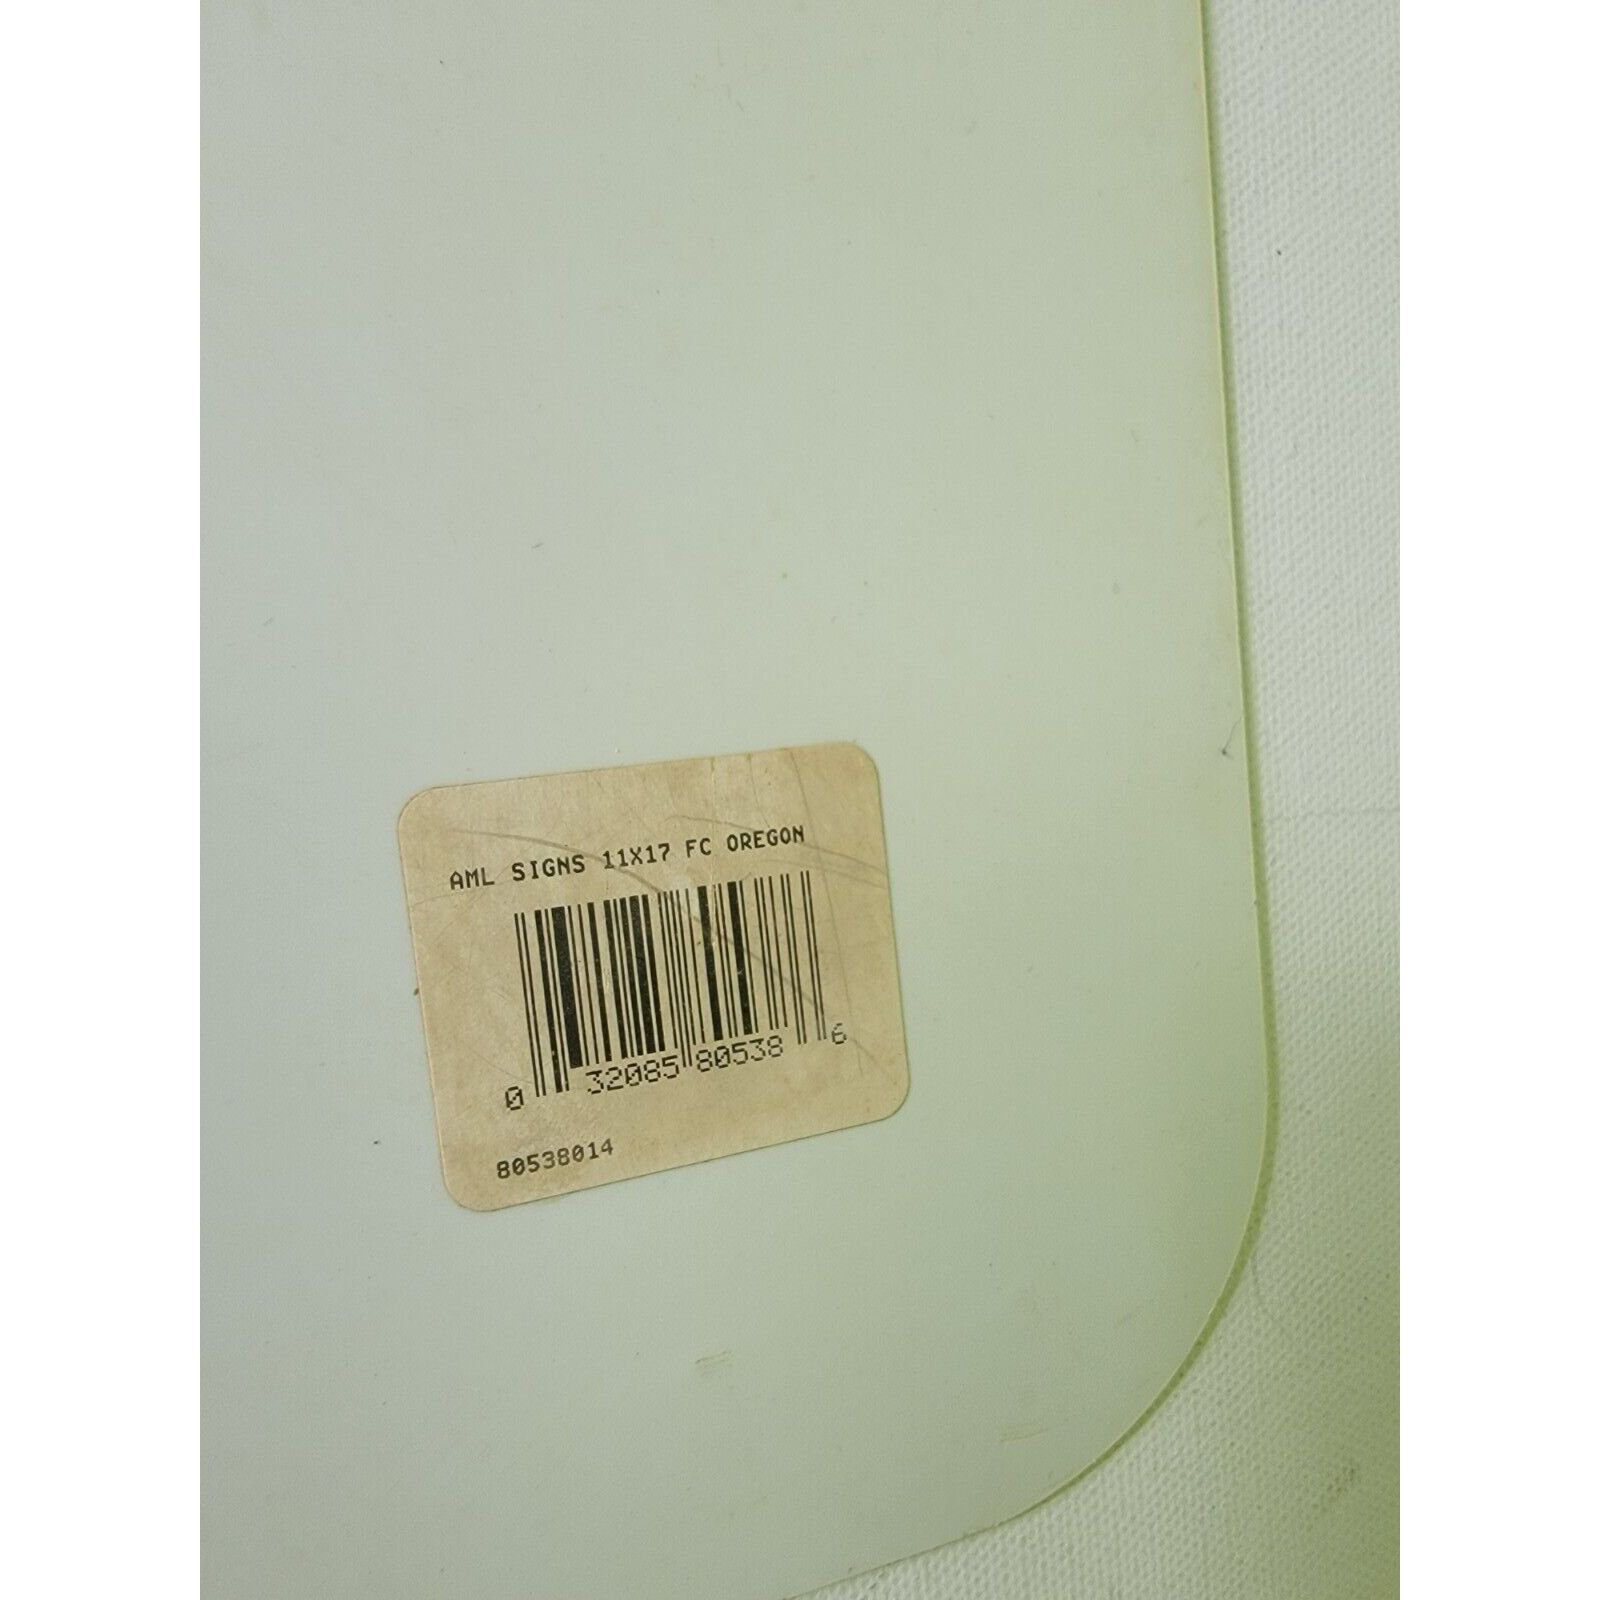 AML SIGNS 11X17 FC OREGON
0 32085 80538 6
80538014